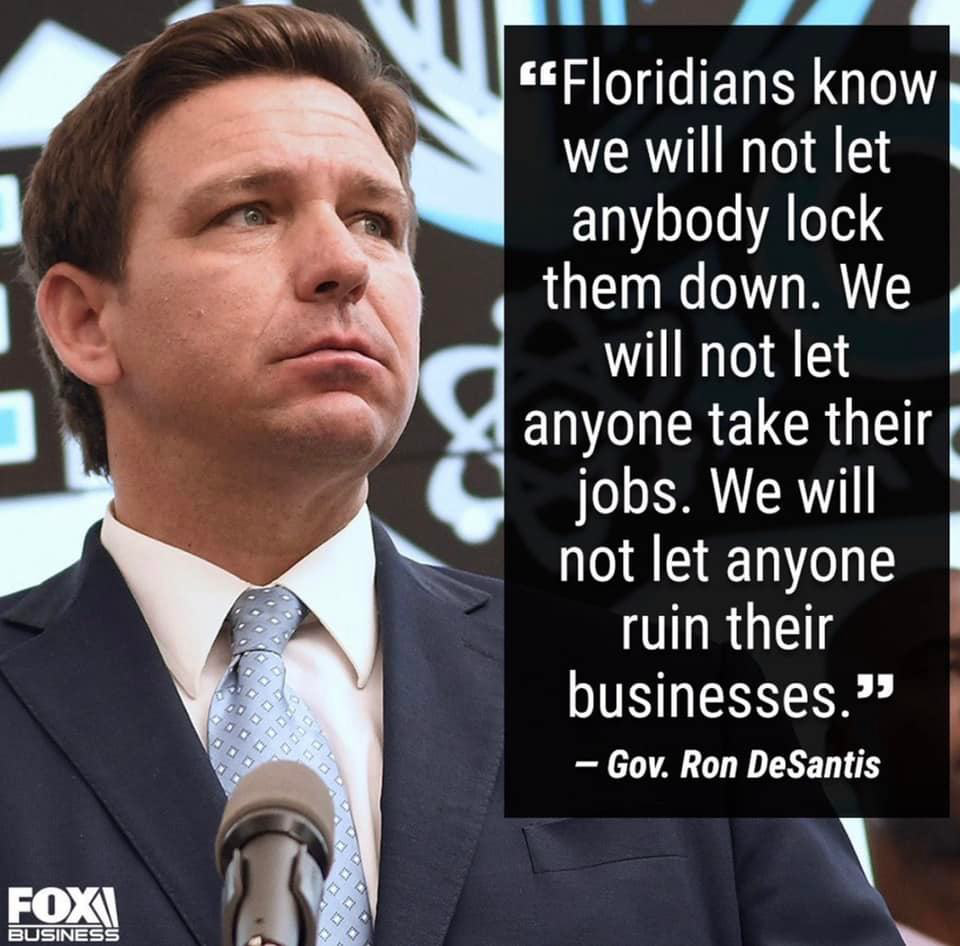 “Floridians know
we will not let
anybody lock
them down. We
will not let
anyone take their
jobs. We will
not let anyone
ruin their
businesses.”
– Gov. Ron DeSantis
FOX
BUSINESS